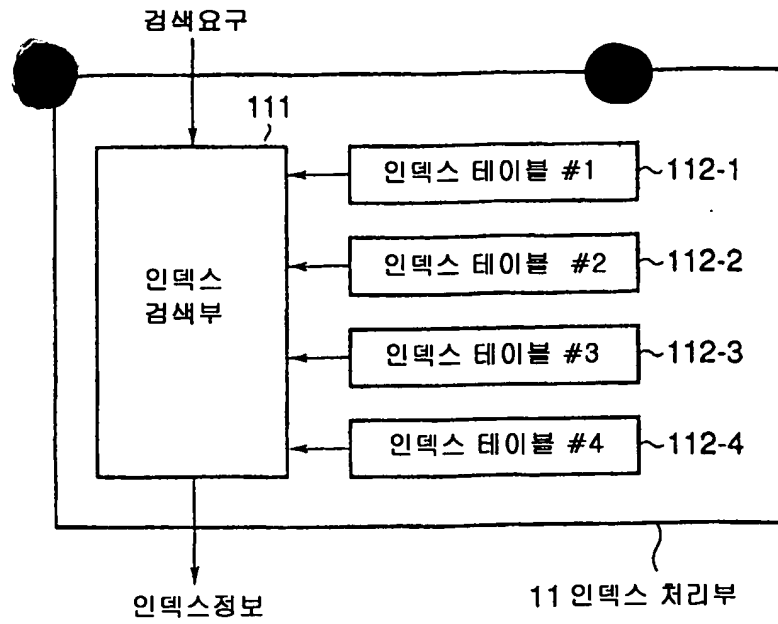 검색요구
111
인덱스 테이블 #1
112-1
인덱스 테이블 #2
112-2
인덱스
검색부
인덱스 테이블 #3
112-3
인덱스 테이블 #4
112-4
인덱스정보
11 인덱스 처리부